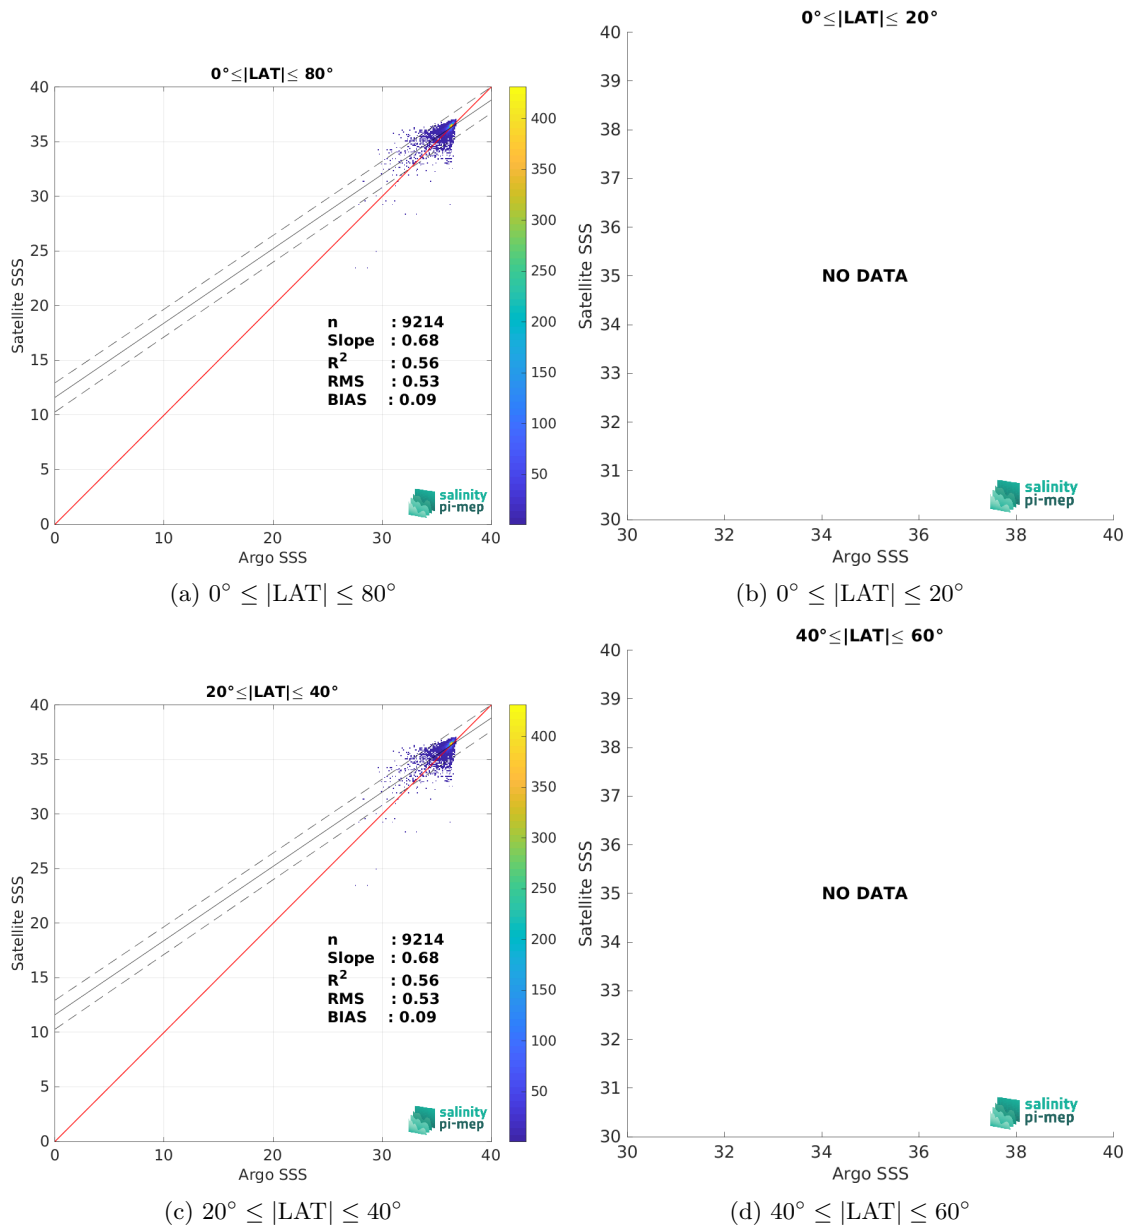 0°≤|LAT|≤ 80°
40
35
30
25
20
15
10
5
0
0
10
20
30
40
Satellite SSS
Argo SSS
n : 9214
Slope : 0.68
R² : 0.56
RMS : 0.53
BIAS : 0.09
salinity
pi-mep
400
350
300
250
200
150
100
50
(a) 0° ≤ |LAT| ≤ 80°
0°≤|LAT|≤ 20°
40
39
38
37
36
35
34
33
32
31
30
30
32
34
36
38
40
Satellite SSS
Argo SSS
NO DATA
salinity
pi-mep
(b) 0° ≤ |LAT| ≤ 20°
20°≤|LAT|≤ 40°
40
35
30
25
20
15
10
5
0
0
10
20
30
40
Satellite SSS
Argo SSS
n : 9214
Slope : 0.68
R² : 0.56
RMS : 0.53
BIAS : 0.09
salinity
pi-mep
400
350
300
250
200
150
100
50
(c) 20° ≤ |LAT| ≤ 40°
40°≤|LAT|≤ 60°
40
39
38
37
36
35
34
33
32
31
30
30
32
34
36
38
40
Satellite SSS
Argo SSS
NO DATA
salinity
pi-mep
(d) 40° ≤ |LAT| ≤ 60°